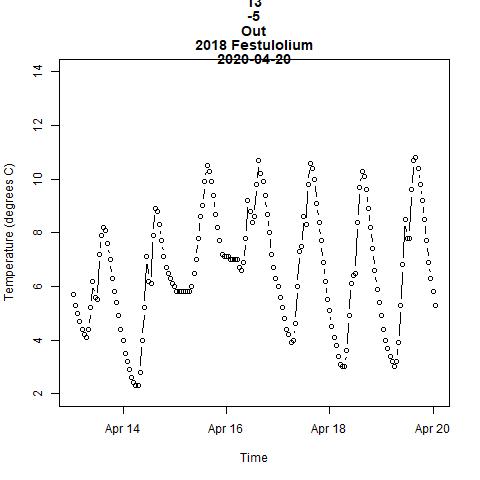 13
-5
Out
2018 Festulolium
2020-04-20
14
12
10
8
6
4
2
Temperature (degrees C)
Apr 14
Apr 16
Apr 18
Apr 20
Time